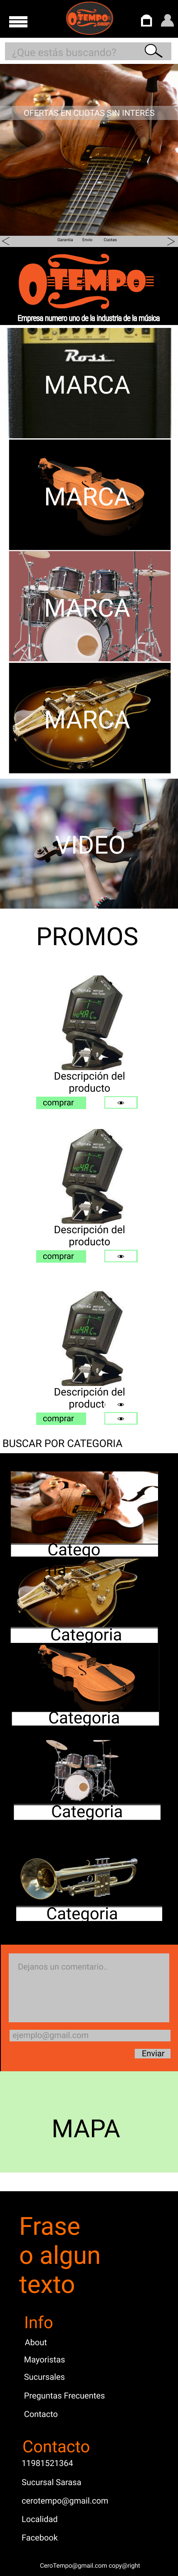 TEMPO
¿Que estás buscando?
OFERTAS EN CUOTAS SIN INTERÉS
Garantia Envio Cuotas
TEMPO
Empresa numero uno de la industria de la música
Ross
MARCA
MARCA
MARCA
MARCA
VIDEO
PROMOS
Descripción del
producto
comprar
Descripción del
producto
comprar
Descripción del
product
comprar
BUSCAR POR CATEGORIA
Catego
ria
Categoria
Categoria
Categoria
Categoria
Dejanos un comentario..
ejemplo@gmail.com
Enviar
MAPA
Frase
o algun
texto
Info
About
Mayoristas
Sucursales
Preguntas Frecuentes
Contacto
Contacto
11981521364
Sucursal Sarasa
cerotempo@gmail.com
Localidad
Facebook
CeroTempo@gmail.com copy@right